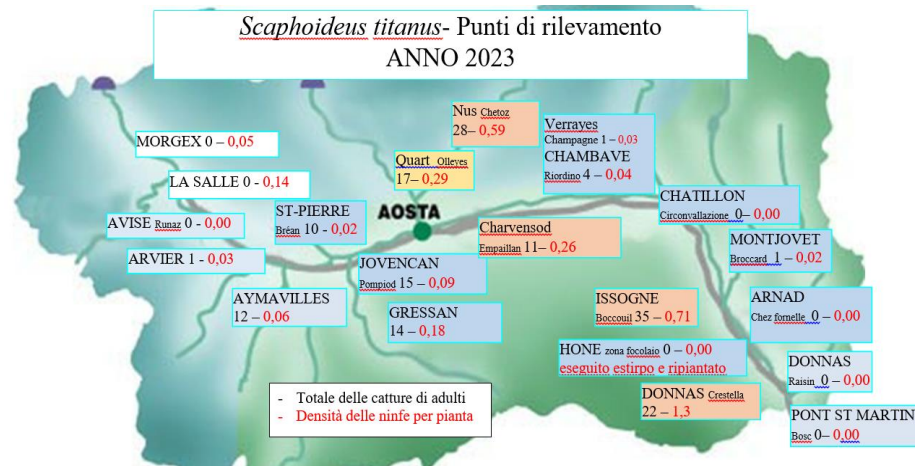 Scaphoideus titanus- Punti di rilevamento
ANNO 2023
Nus Chetoz
28– 0,59
Verrayes
Champagne 1 – 0,03
CHAMBAVE
Riordino 4 – 0,04
MORGEX 0 – 0,05
Quart Olleyes
17– 0,29
LA SALLE 0 - 0,14
CHATILLON
Circonvallazione 0– 0,00
AVISE Runaz 0 - 0,00
ST-PIERRE
Bréan 10 - 0,02
AOSTA
Charvensod
Empaillan 11– 0,26
MONTJOVET
Broccard 1 – 0,02
ARVIER 1 - 0,03
JOVENCAN
Pompiod 15 – 0,09
AYMAVILLES
12 – 0,06
GRESSAN
14 – 0,18
ISSOGNE
Boccouil 35 – 0,71
ARNAD
Chez fornelle 0 – 0,00
HONE zona focolaio 0 – 0,00
eseguito estirpo e ripiantato
DONNAS
Raisin 0 – 0,00
DONNAS Crestella
22 – 1,3
PONT ST MARTIN
Bosc 0– 0,00
- Totale delle catture di adulti
- Densità delle ninfe per pianta